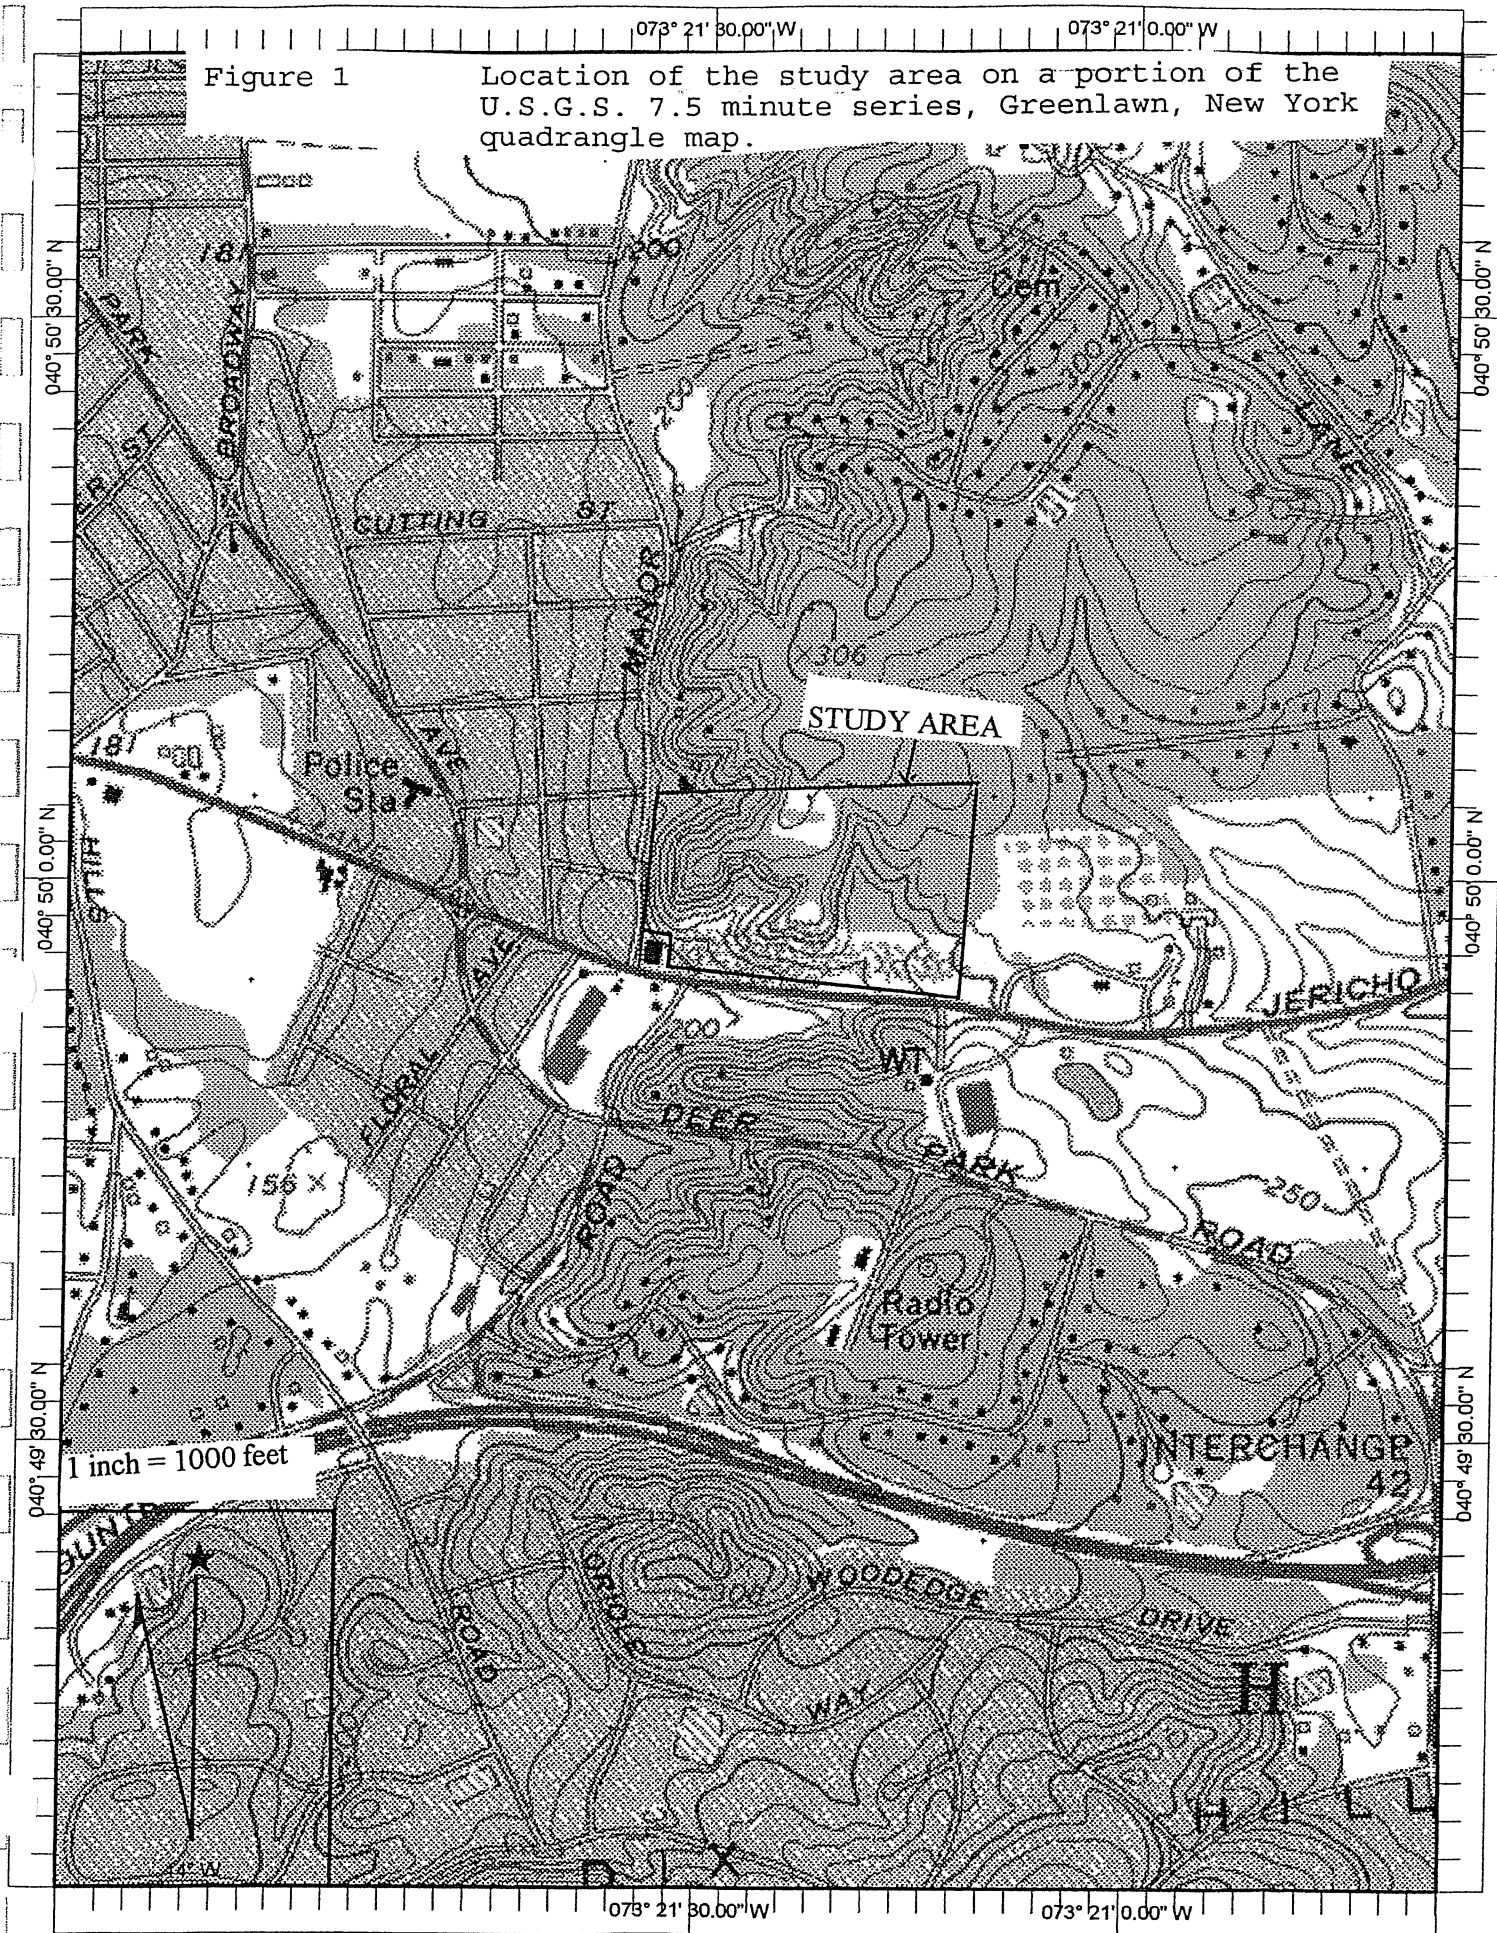 073° 21' 30.00" W
073° 21' 0.00" W
Figure 1
Location of the study area on a portion of the
U.S.G.S. 7.5 minute series, Greenlawn, New York
quadrangle map.
181
200
Cem
040° 50' 30.00" N
040° 50' 30.00" N
PARK
BROADWAY
200
300
ST
LANE
CUTTING ST
MANOR
306
STUDY AREA
181
AVE
Police
Sta
HILLS
040° 50' 0.00" N
040° 50' 0.00" N
AVE
JERICHO
200
WT
FLORAL
DEER
PARK
156 X
250
ROAD
ROAD
Radio
Tower
040° 49' 30.00" N
040° 49' 30.00" N
INTERCHANGE
42
1 inch = 1000 feet
ORIOLE
WOODEDGE
DRIVE
ROAD
WAY
H
H I L L
D I X
14° W
073° 21' 30.00" W
073° 21' 0.00" W